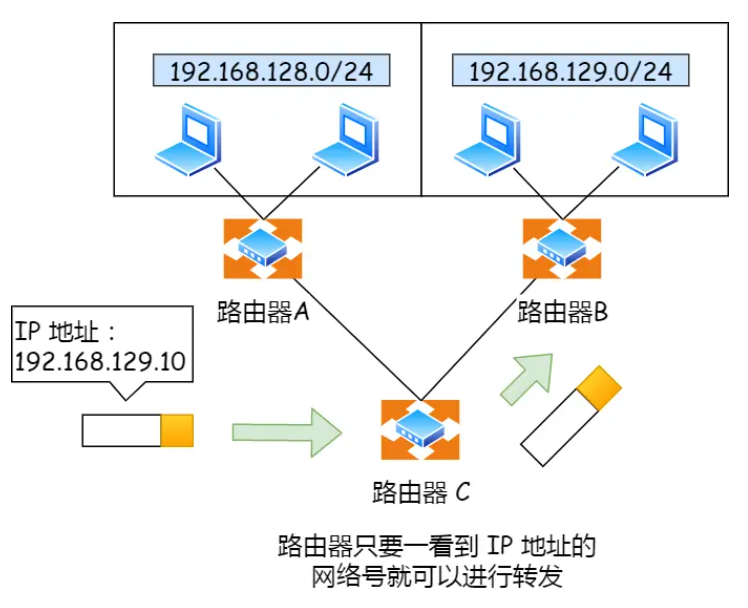 192.168.128.0/24
192.168.129.0/24
路由器A
路由器B
IP 地址：
192.168.129.10
路由器 C
路由器只要一看到 IP 地址的
网络号就可以进行转发